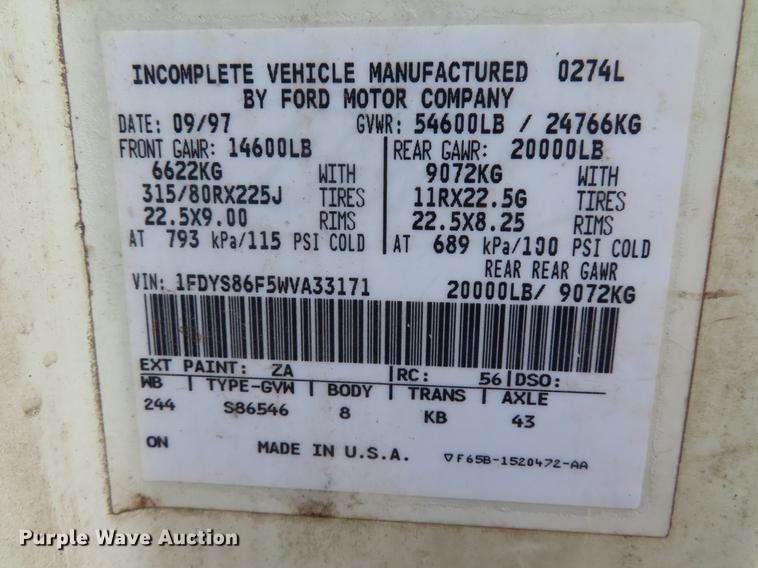 INCOMPLETE VEHICLE MANUFACTURED 0274L
BY FORD MOTOR COMPANY
DATE: 09/97 GVWR: 54600LB / 24766KG
FRONT GAWR: 14600LB REAR GAWR: 20000LB
6622KG WITH 9072KG WITH
315/80RX225J TIRES 11RX22.5G TIRES
22.5X9.00 RIMS 22.5X8.25 RIMS
AT 793 kPa/115 PSI COLD AT 689 kPa/100 PSI COLD
REAR REAR GAWR
VIN: 1FDYS86F5WVA33171 20000LB/ 9072KG
EXT PAINT: ZA RC: 56 DSO:
WB TYPE-GVW BODY TRANS AXLE
244 S86546 8 KB 43
ON MADE IN U.S.A. ▽F65B-1520472-AA
Purple Wave Auction